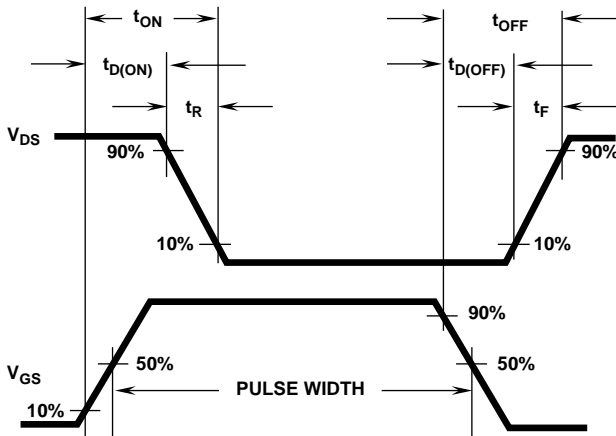 tON
tOFF
tD(ON)
tD(OFF)
tR
tF
VDS
90%
90%
10%
10%
90%
VGS
50%
50%
PULSE WIDTH
10%